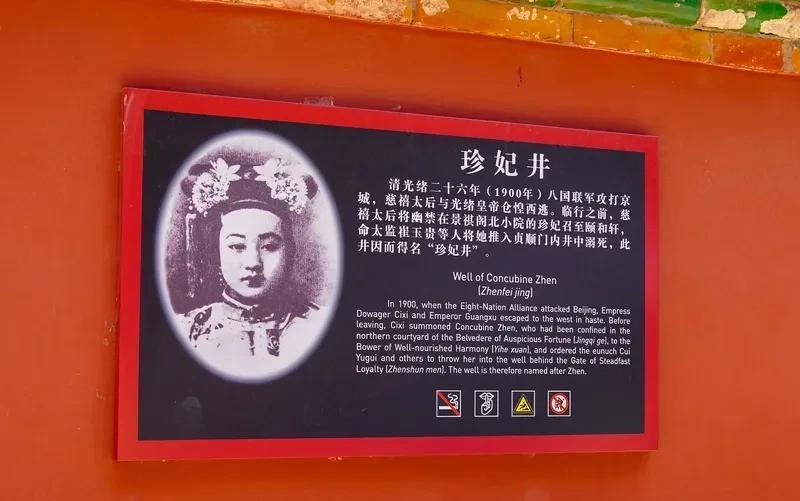 珍妃井
清光绪二十六年（1900年）八国联军攻打京
城，慈禧太后与光绪皇帝仓惶西逃。临行之前，慈
禧太后将幽禁在景祺阁北小院的珍妃召至颐和轩，
命太监崔玉贵等人将她推入贞顺门内井中溺死，此
井因而得名“珍妃井”。
Well of Concubine Zhen
(Zhenfei jing)
In 1900, when the Eight-Nation Alliance attacked Beijing, Empress
Dowager Cixi and Emperor Guangxu escaped to the west in haste. Before
leaving, Cixi summoned Concubine Zhen, who had been confined in the
northern courtyard of the Belvedere of Auspicious Fortune (Jingqi ge), to the
Bower of Well-nourished Harmony (Yihe xuan), and ordered the eunuch Cui
Yugui and others to throw her into the well behind the Gate of Steadfast
Loyalty (Zhenshun men). The well is therefore named after Zhen.